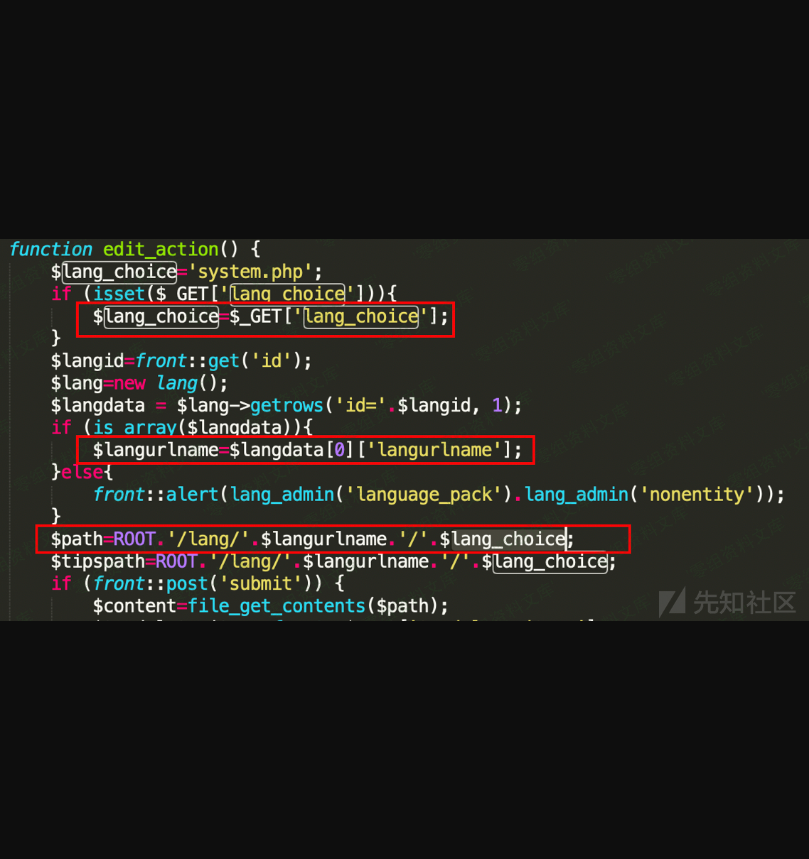 function edit_action() {
$lang_choice='system.php';
if (isset($_GET['lang_choice'])){
$lang_choice=$_GET['lang_choice'];
}
$langid=front::get('id');
$lang=new lang();
$langdata = $lang->getrows('id='.$langid, 1);
if (is_array($langdata)){
$langurlname=$langdata[0]['langurlname'];
}else{
front::alert(lang_admin('language_pack').lang_admin('nonentity'));
}
$path=ROOT.'/lang/'.$langurlname.'/'.$lang_choice;
$tipspath=ROOT.'/lang/'.$langurlname.'/'.$lang_choice;
if (front::post('submit')) {
$content=file_get_contents($path);
先知社区